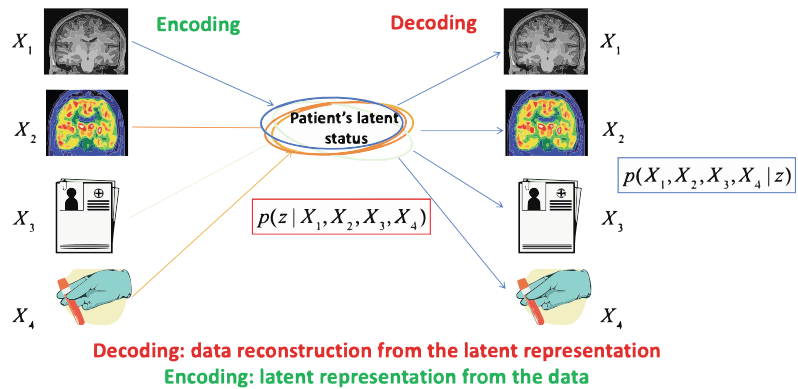 Encoding
Decoding
X₁
X₁
X₂
X₂
Patient's latent
status
p(X₁, X₂, X₃, X₄ | z)
X₃
X₃
p(z | X₁, X₂, X₃, X₄)
X₄
X₄
Decoding: data reconstruction from the latent representation
Encoding: latent representation from the data